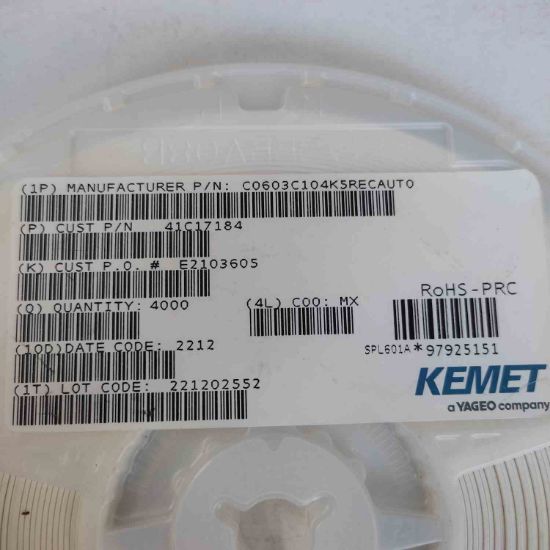 (1P) MANUFACTURER P/N: C0603C104K5RECAUTO
(P) CUST P/N 41C17184
(K) CUST P.O. # E2103605
(Q) QUANTITY: 4000 (4L) COO: MX
RoHS-PRC
(10D)DATE CODE: 2212
SPL601A *97925151
(1T) LOT CODE: 221202552
KEMET
a YAGEO company